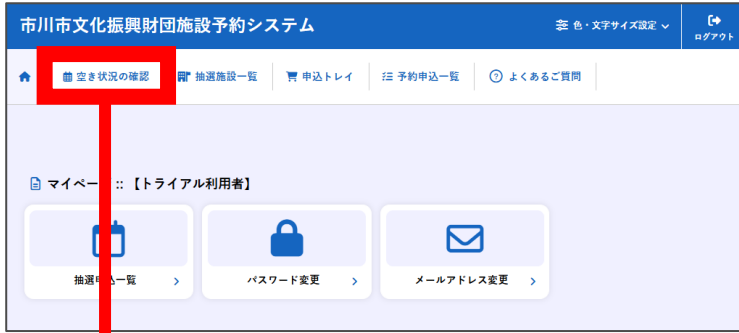 市川市文化振興財団施設予約システム
色・文字サイズ設定
ログアウト
空き状況の確認
抽選施設一覧
申込トレイ
予約申込一覧
よくあるご質問
マイペー :: 【トライアル利用者】
抽選申込一覧
パスワード変更
メールアドレス変更